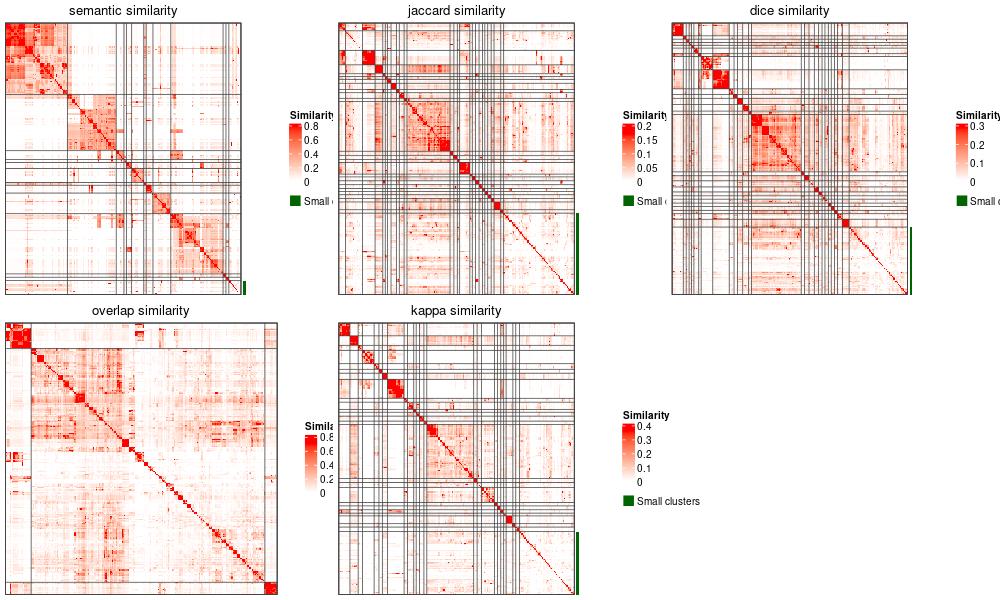 semantic similarity
Similarity
0.8
0.6
0.4
0.2
0
Small
jaccard similarity
Similarity
0.2
0.15
0.1
0.05
0
Small
dice similarity
Similarity
0.3
0.2
0.1
0
Small
overlap similarity
Simila
0.8
0.6
0.4
0.2
0
kappa similarity
Similarity
0.4
0.3
0.2
0.1
0
Small clusters